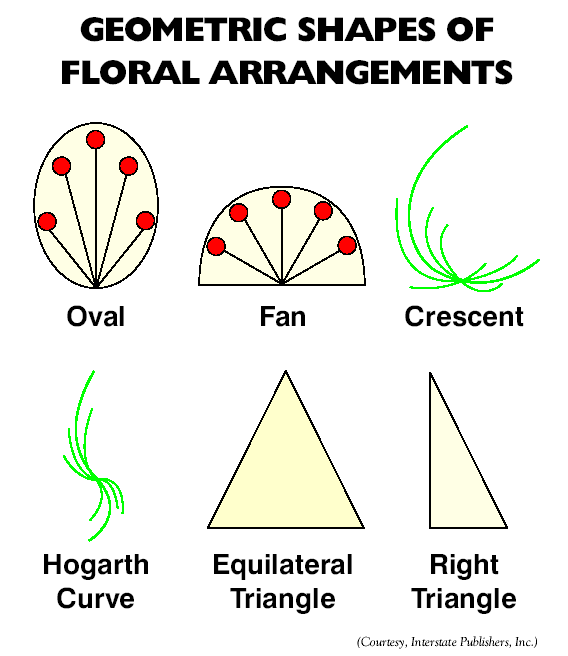 GEOMETRIC SHAPES OF
FLORAL ARRANGEMENTS
Oval
Fan
Crescent
Hogarth
Curve
Equilateral
Triangle
Right
Triangle
(Courtesy, Interstate Publishers, Inc.)